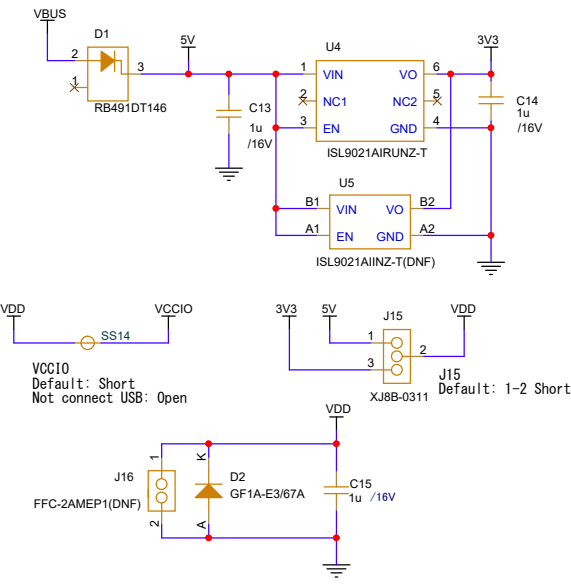 VBUS
D1
2
3
1
RB491DT146
5V
C13
1u
/16V
U4
1 VIN VO 6
2 NC1 NC2 5
3 EN GND 4
ISL9021AIRUNZ-T
3V3
C14
1u
/16V
U5
B1 VIN VO B2
A1 EN GND A2
ISL9021AIINZ-T(DNF)
VDD
VCCIO
SS14
VCCIO
Default: Short
Not connect USB: Open
3V3
5V
J15
VDD
1
2
3
XJ8B-0311
J15
Default: 1-2 Short
VDD
J16
1
2
FFC-2AMEP1(DNF)
K
D2
GF1A-E3/67A
A
C15
1u /16V